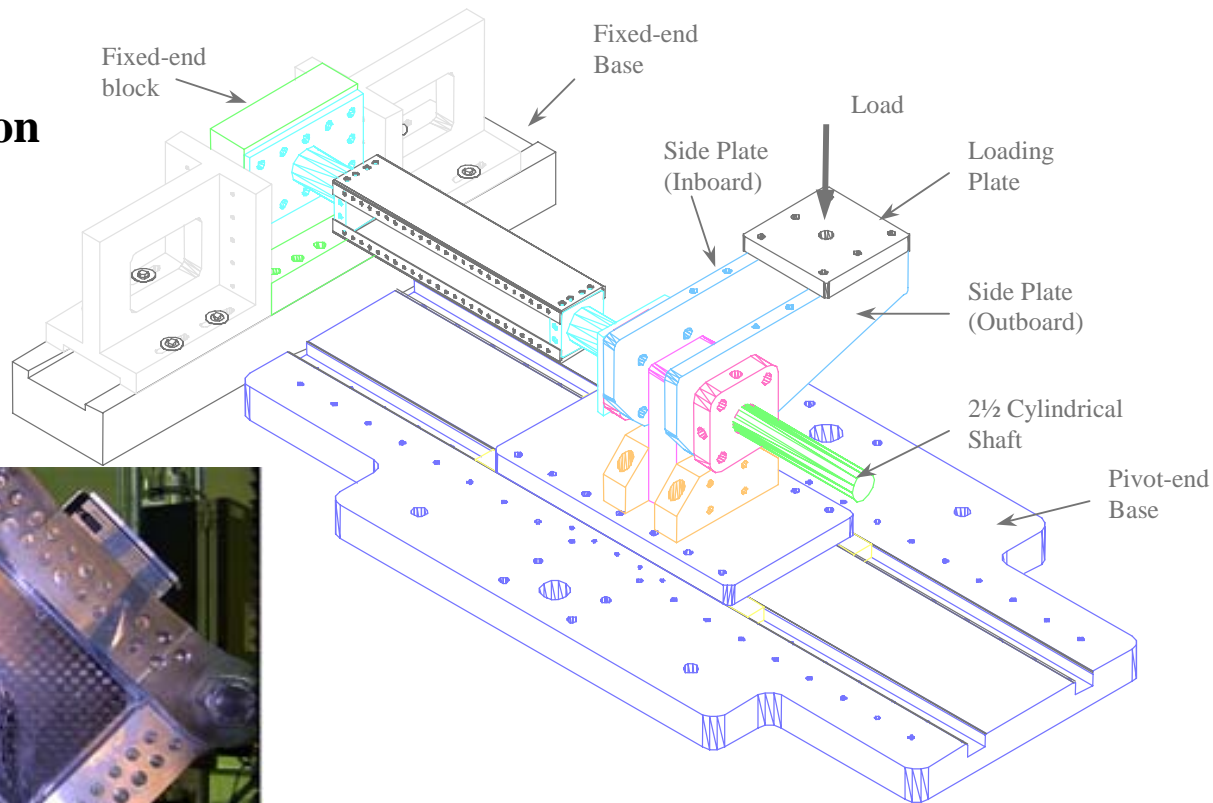 Fixed-end
block
Fixed-end
Base
on
Load
Side Plate
(Inboard)
Loading
Plate
Side Plate
(Outboard)
2½ Cylindrical
Shaft
Pivot-end
Base